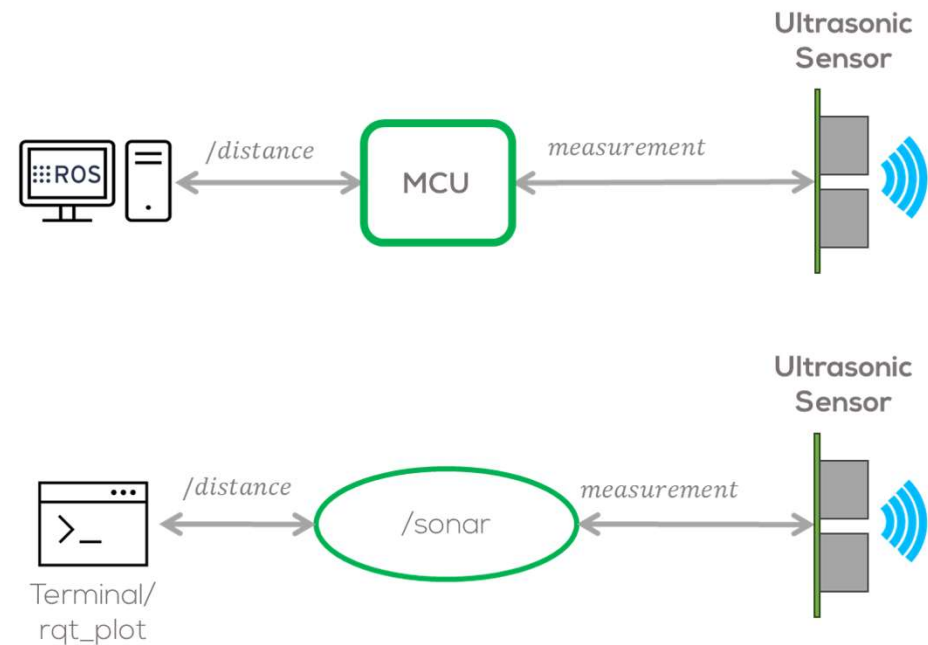 Ultrasonic
Sensor
/distance
measurement
:::ROS
MCU
Ultrasonic
Sensor
/distance
measurement
>_
/sonar
Terminal/
rqt_plot